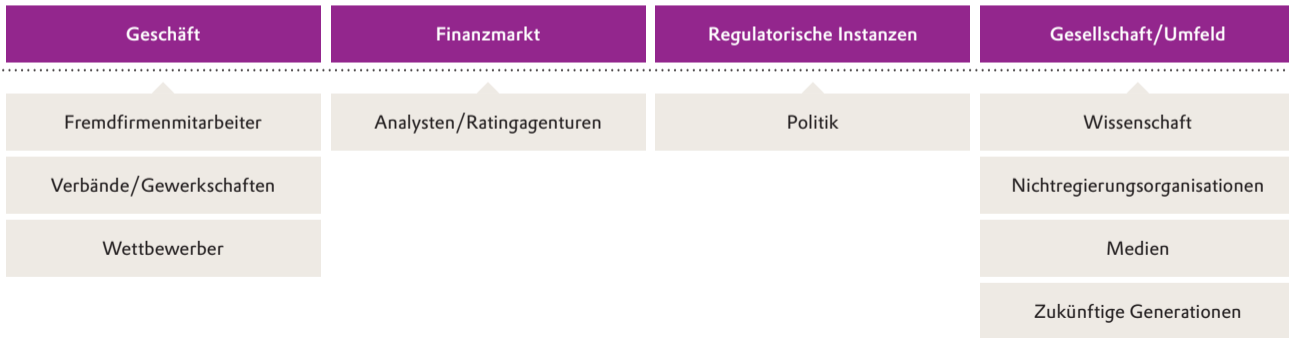 Geschäft
Finanzmarkt
Regulatorische Instanzen
Gesellschaft/Umfeld
Fremdfirmenmitarbeiter
Analysten/Ratingagenturen
Politik
Wissenschaft
Verbände/Gewerkschaften
Nichtregierungsorganisationen
Wettbewerber
Medien
Zukünftige Generationen